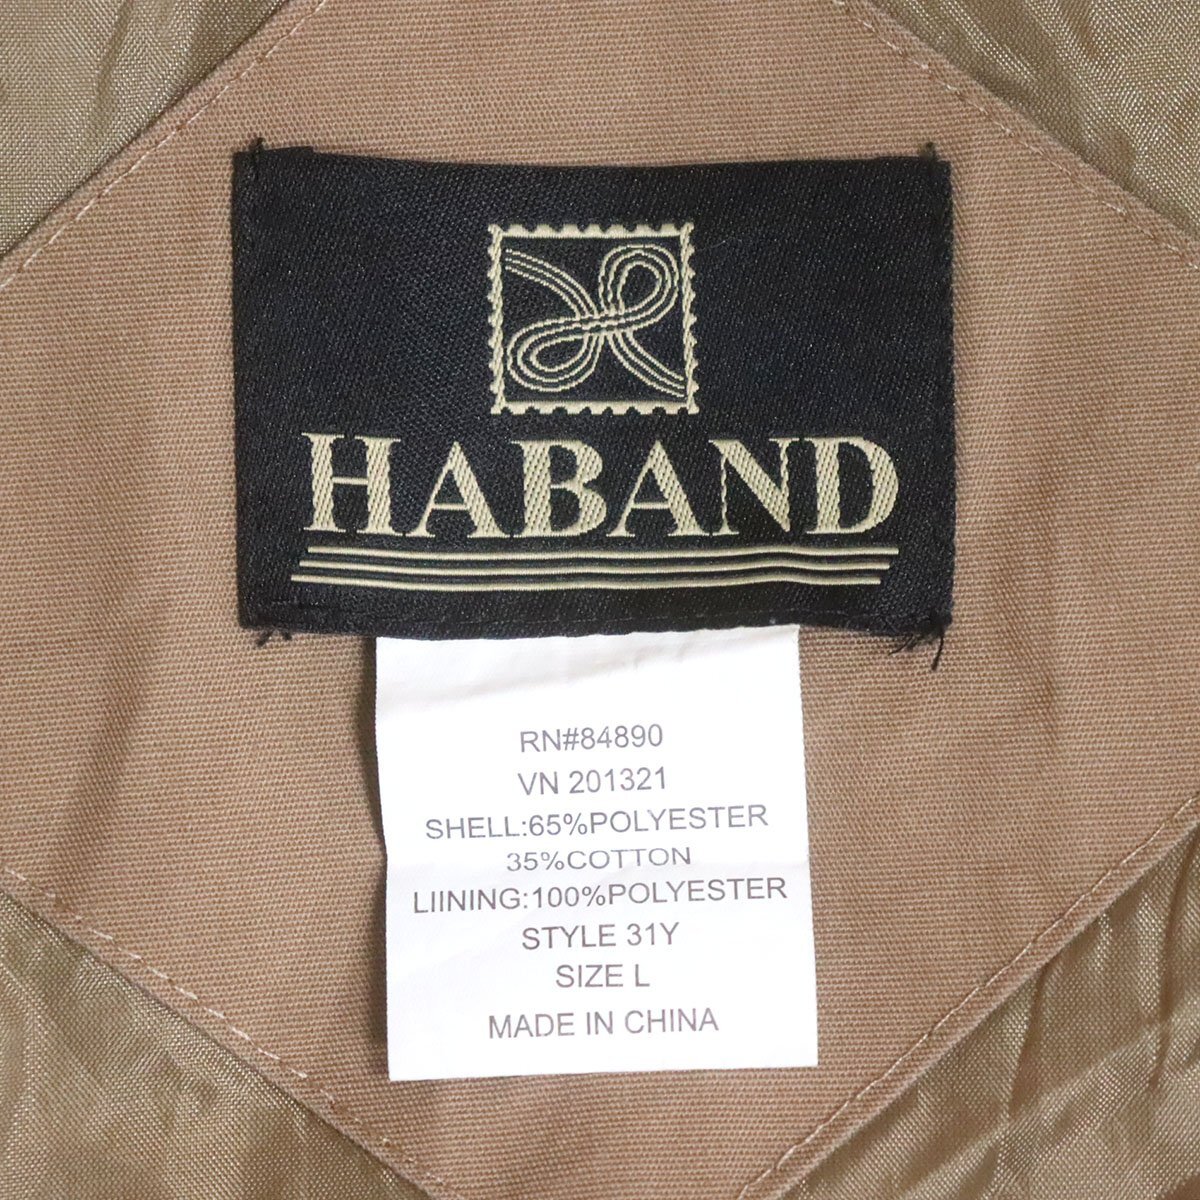 HABAND
RN#84890
VN 201321
SHELL:65%POLYESTER
35%COTTON
LIINING:100%POLYESTER
STYLE 31Y
SIZE L
MADE IN CHINA